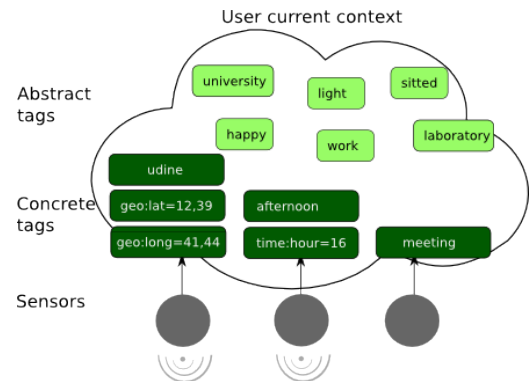 User current context
university
light
sitted
Abstract
tags
happy
work
laboratory
udine
Concrete
tags
geo:lat=12,39
afternoon
geo:long=41,44
time:hour=16
meeting
Sensors